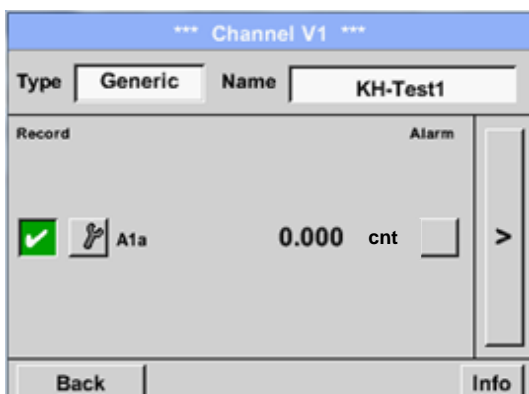 *** Channel V1 ***
Type Generic Name KH-Test1
Record Alarm
A1a 0.000 cnt >
Back Info